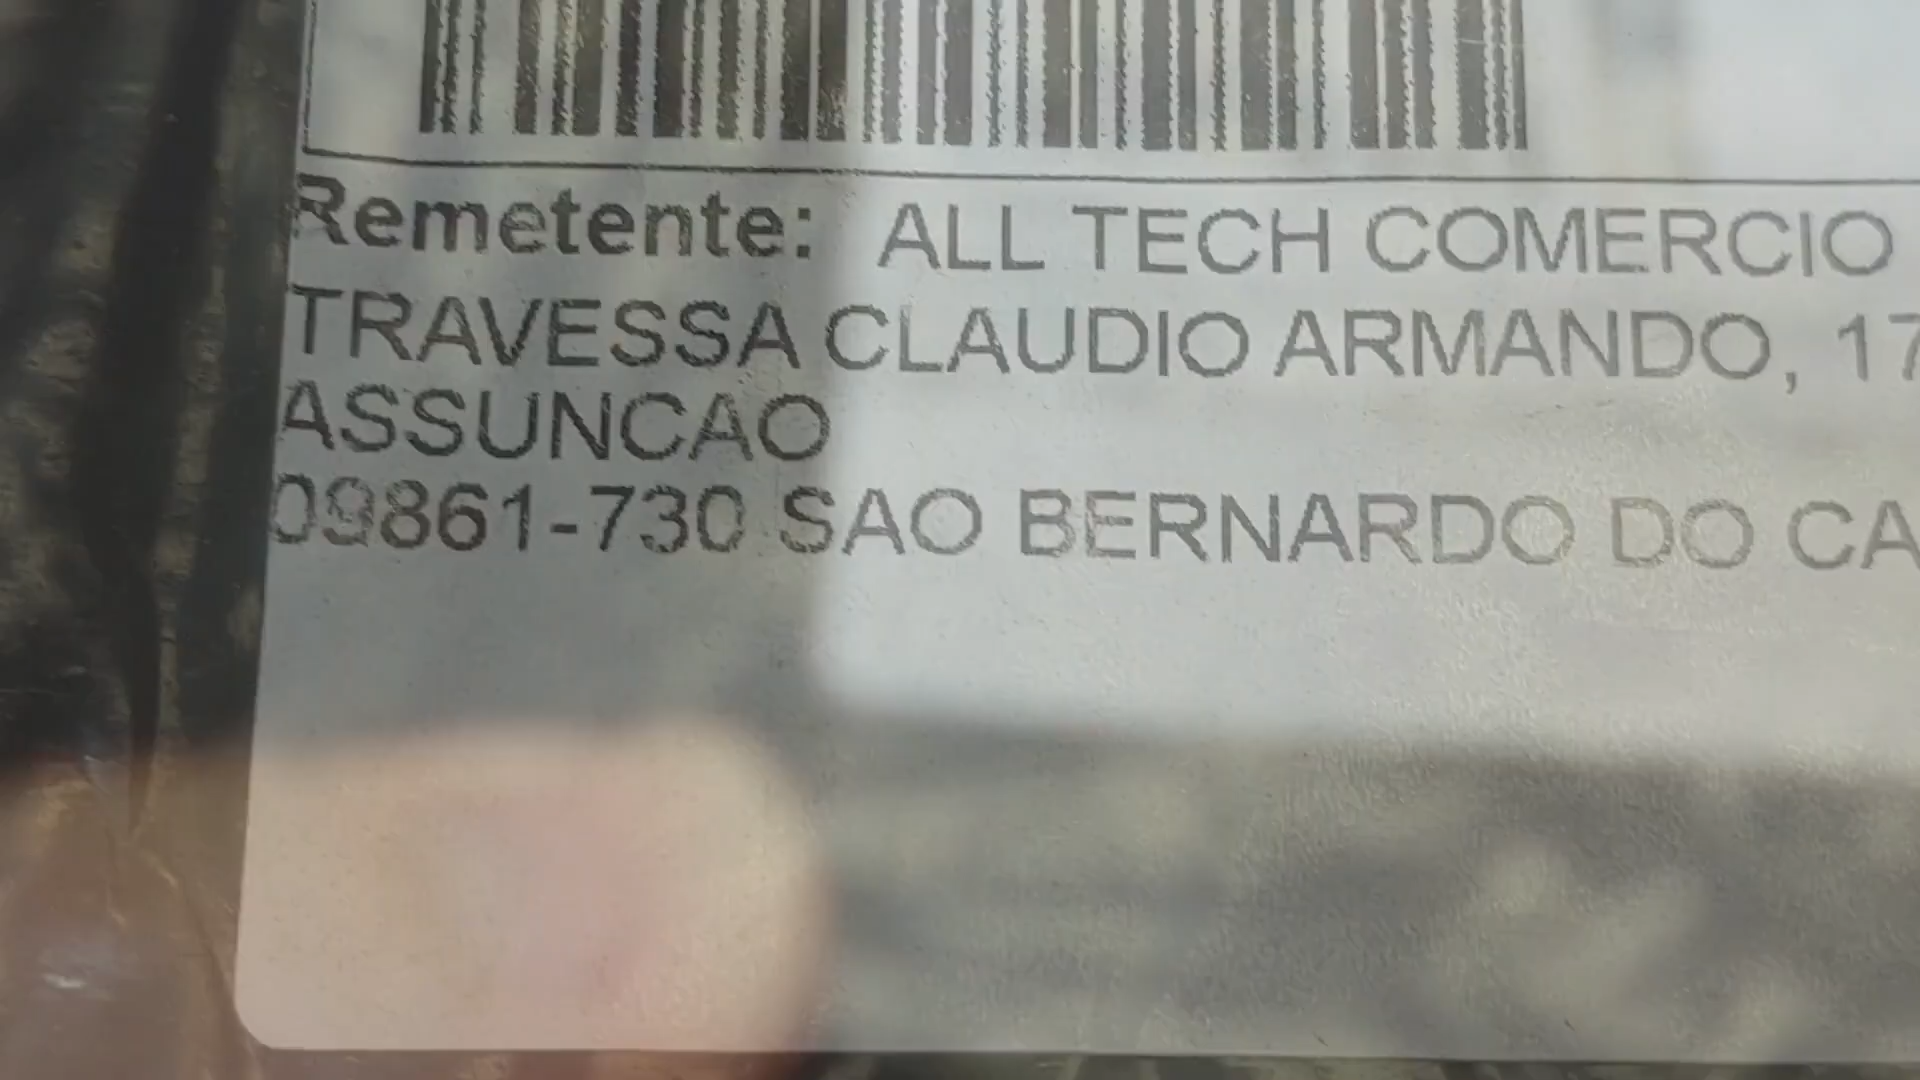 Remetente: ALL TECH COMERCIO
TRAVESSA CLAUDIO ARMANDO, 17
ASSUNCAO
09861-730 SAO BERNARDO DO CA